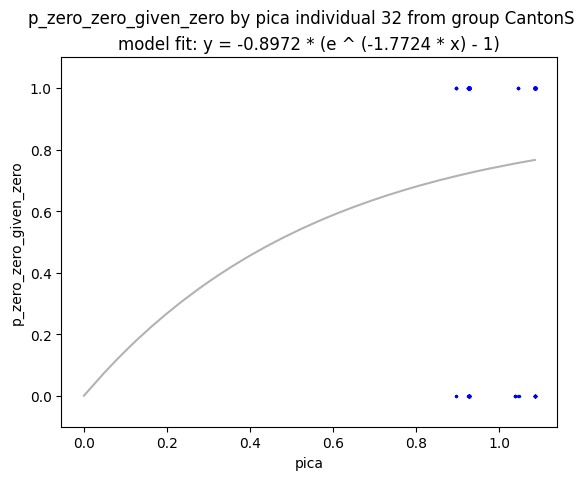 p_zero_zero_given_zero by pica individual 32 from group CantonS
model fit: y = -0.8972 * (e ^ (-1.7724 * x) - 1)
1.0
0.8
0.6
0.4
0.2
0.0
p_zero_zero_given_zero
0.0 0.2 0.4 0.6 0.8 1.0
pica